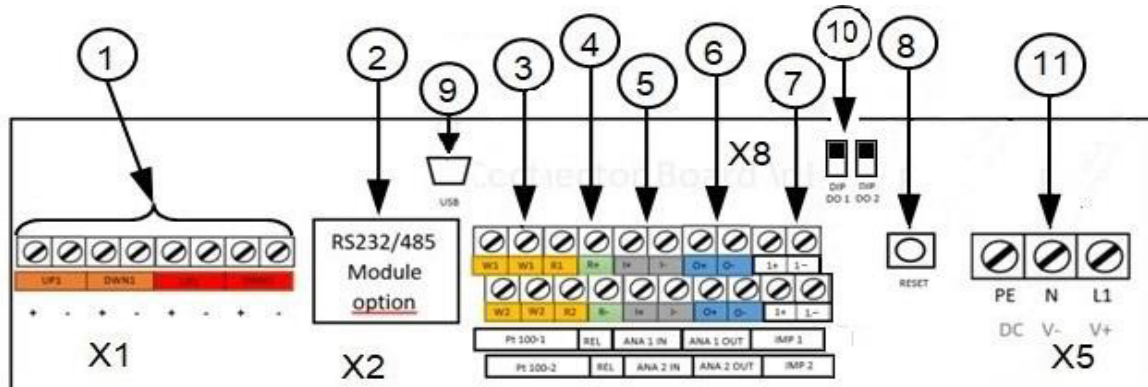 1 2 3 4 5 6 7 8 9 10 11
X8
USB
DIP DO 1 DIP DO 2
RS232/485
Module
option
RESET
UP1 DWN1
+ - + - + - + -
W1 W1 R1 R+ I+ I- O+ O- 1+ 1-
W2 W2 R2 R- I+ I- O+ O- 1+ 1-
Pt 100-1 REL ANA 1 IN ANA 1 OUT IMP 1
Pt 100-2 REL ANA 2 IN ANA 2 OUT IMP 2
PE N L1
DC V- V+
X1
X2
X5